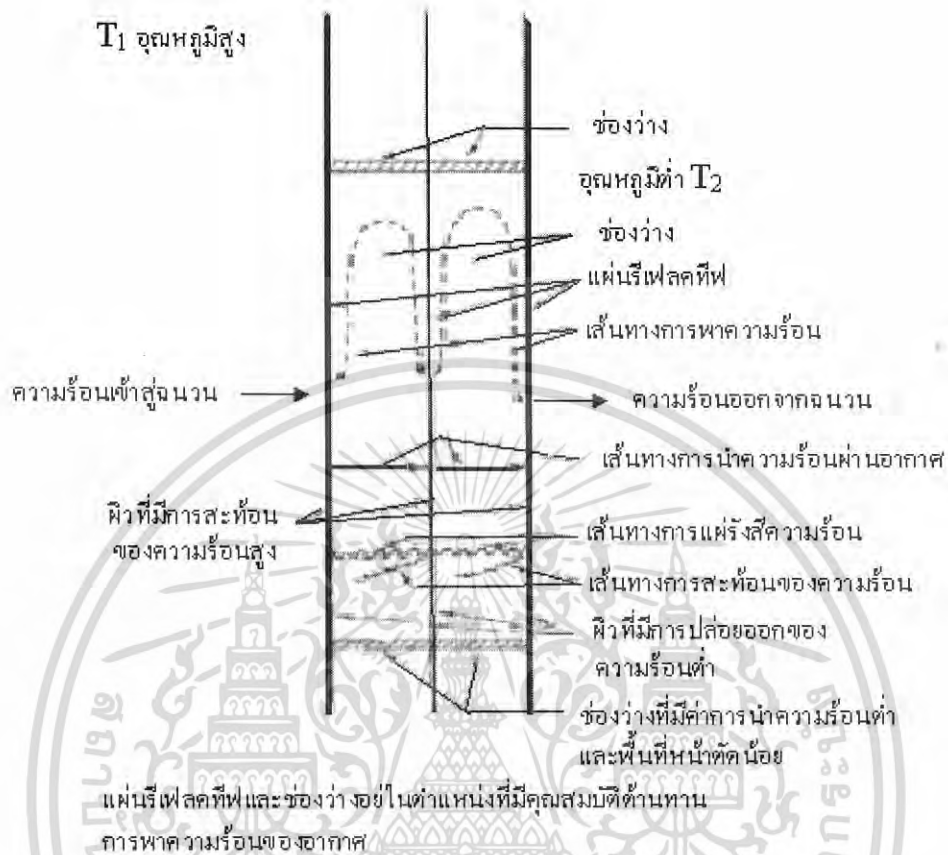 T1 อุณหภูมิสูง
ช่องว่าง
อุณหภูมิต่ำ T2
ช่องว่าง
แผ่นรีเฟลคทีฟ
เส้นทางการพาความร้อน
ความร้อนเข้าสู่ฉนวน
ความร้อนออกจากฉนวน
เส้นทางการนำความร้อนผ่านอากาศ
ผิวที่มีการสะท้อน
ของความร้อนสูง
เส้นทางการแผ่รังสีความร้อน
เส้นทางการสะท้อนของความร้อน
ผิวที่มีการปล่อยออกของ
ความร้อนต่ำ
ช่องว่างที่มีค่าการนำความร้อนต่ำ
และพื้นที่หน้าตัดน้อย
แผ่นรีเฟลคทีฟและช่องว่างอยู่ในตำแหน่งที่มีคุณสมบัติต้านทาน
การพาความร้อนของอากาศ